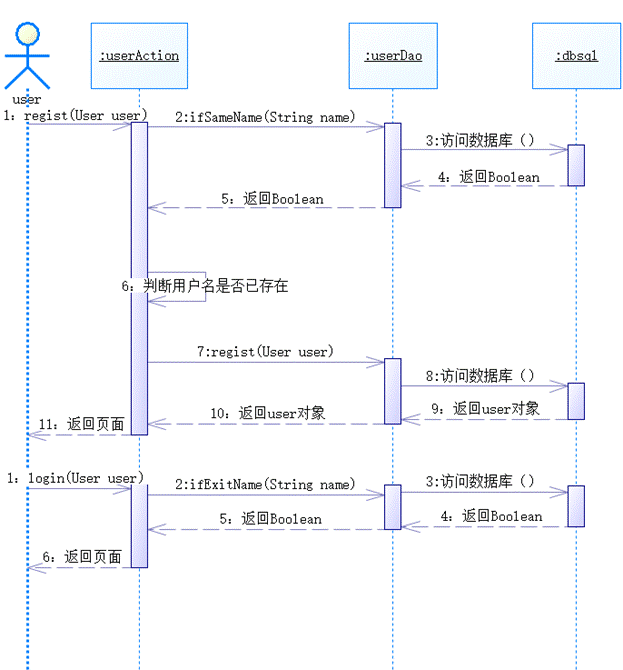 :userAction
:userDao
:dbsql
user
1: regist(User user)
2:ifSameName(String name)
3:访问数据库（）
4: 返回Boolean
5: 返回Boolean
6: 判断用户名是否已存在
7:regist(User user)
8:访问数据库（）
9: 返回user对象
10: 返回user对象
11: 返回页面
1: login(User user)
2:ifExitName(String name)
3:访问数据库（）
4: 返回Boolean
5: 返回Boolean
6: 返回页面